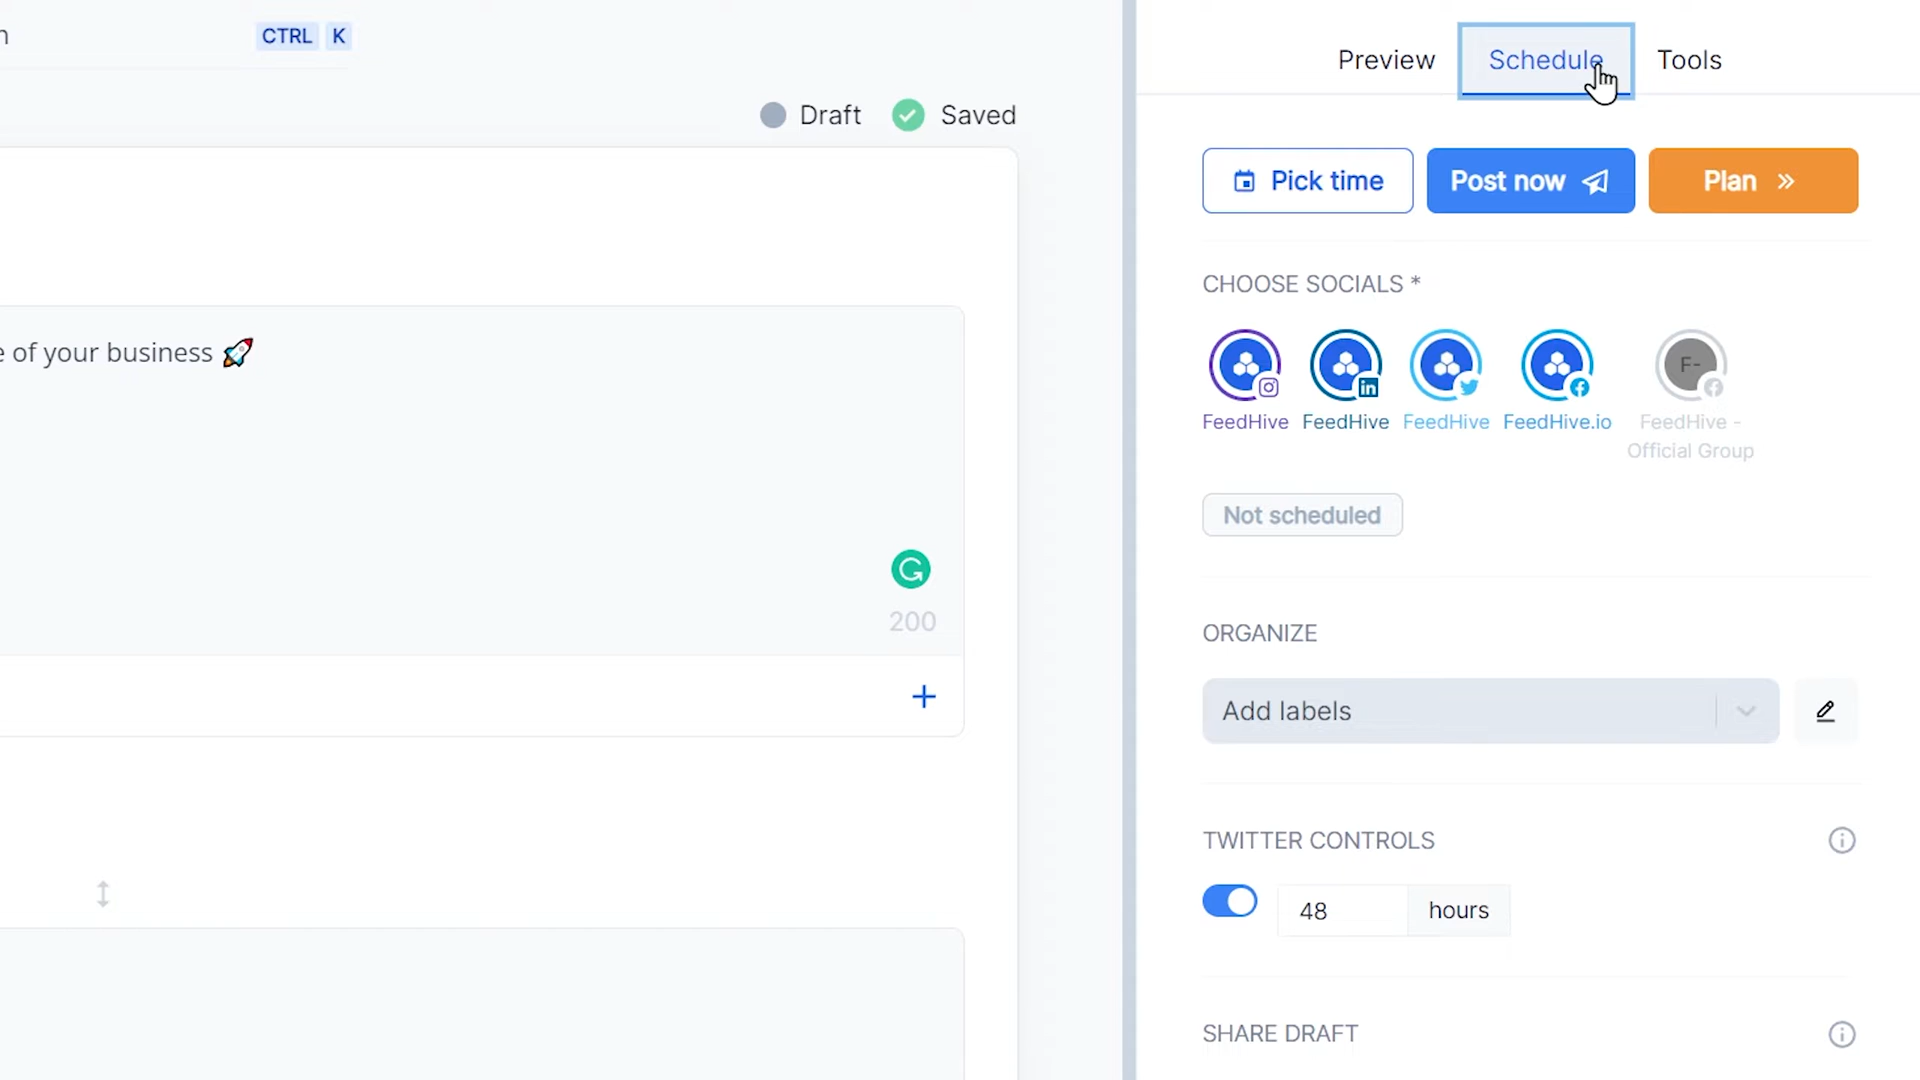 CTRL K
Draft Saved
e of your business 🚀
200
Preview Schedule Tools
Pick time Post now Plan
CHOOSE SOCIALS *
FeedHive FeedHive FeedHive FeedHive.io FeedHive -
Official Group
F-
Not scheduled
ORGANIZE
Add labels
TWITTER CONTROLS
48 hours
SHARE DRAFT